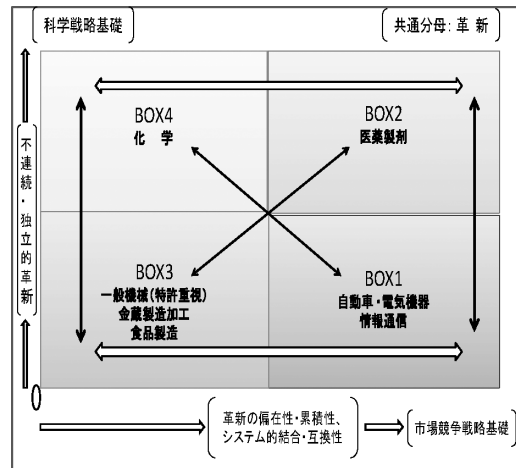 科学戦略基礎
共通分母：革 新
BOX4
化 学
BOX2
医薬製剤
不連続・独立的革新
BOX3
一般機械（特許重視）
金蔵製造加工
食品製造
BOX1
自動車・電気機器
情報通信
0
革新の偏在性・累積性、
システム的結合・互換性
市場競争戦略基礎